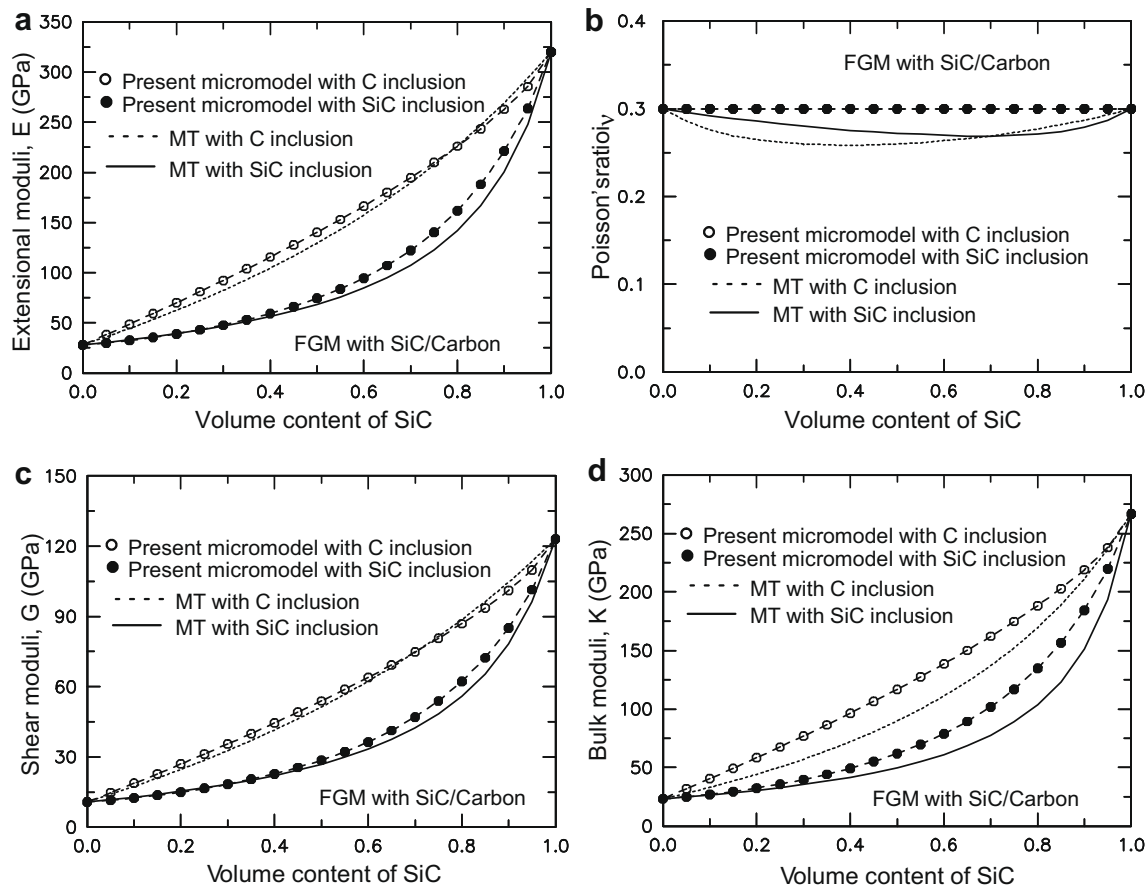 a
Extensional moduli, E (GPa)
350
300
250
200
150
100
50
0
Present micromodel with C inclusion
Present micromodel with SiC inclusion
MT with C inclusion
MT with SiC inclusion
FGM with SiC/Carbon
0.0 0.2 0.4 0.6 0.8 1.0
Volume content of SiC
b
Poisson'sratioiν
0.4
0.3
0.2
0.1
0.0
FGM with SiC/Carbon
Present micromodel with C inclusion
Present micromodel with SiC inclusion
MT with C inclusion
MT with SiC inclusion
0.0 0.2 0.4 0.6 0.8 1.0
Volume content of SiC
c
Shear moduli, G (GPa)
150
120
90
60
30
0
Present micromodel with C inclusion
Present micromodel with SiC inclusion
MT with C inclusion
MT with SiC inclusion
FGM with SiC/Carbon
0.0 0.2 0.4 0.6 0.8 1.0
Volume content of SiC
d
Bulk moduli, K (GPa)
300
250
200
150
100
50
0
Present micromodel with C inclusion
Present micromodel with SiC inclusion
MT with C inclusion
MT with SiC inclusion
FGM with SiC/Carbon
0.0 0.2 0.4 0.6 0.8 1.0
Volume content of SiC